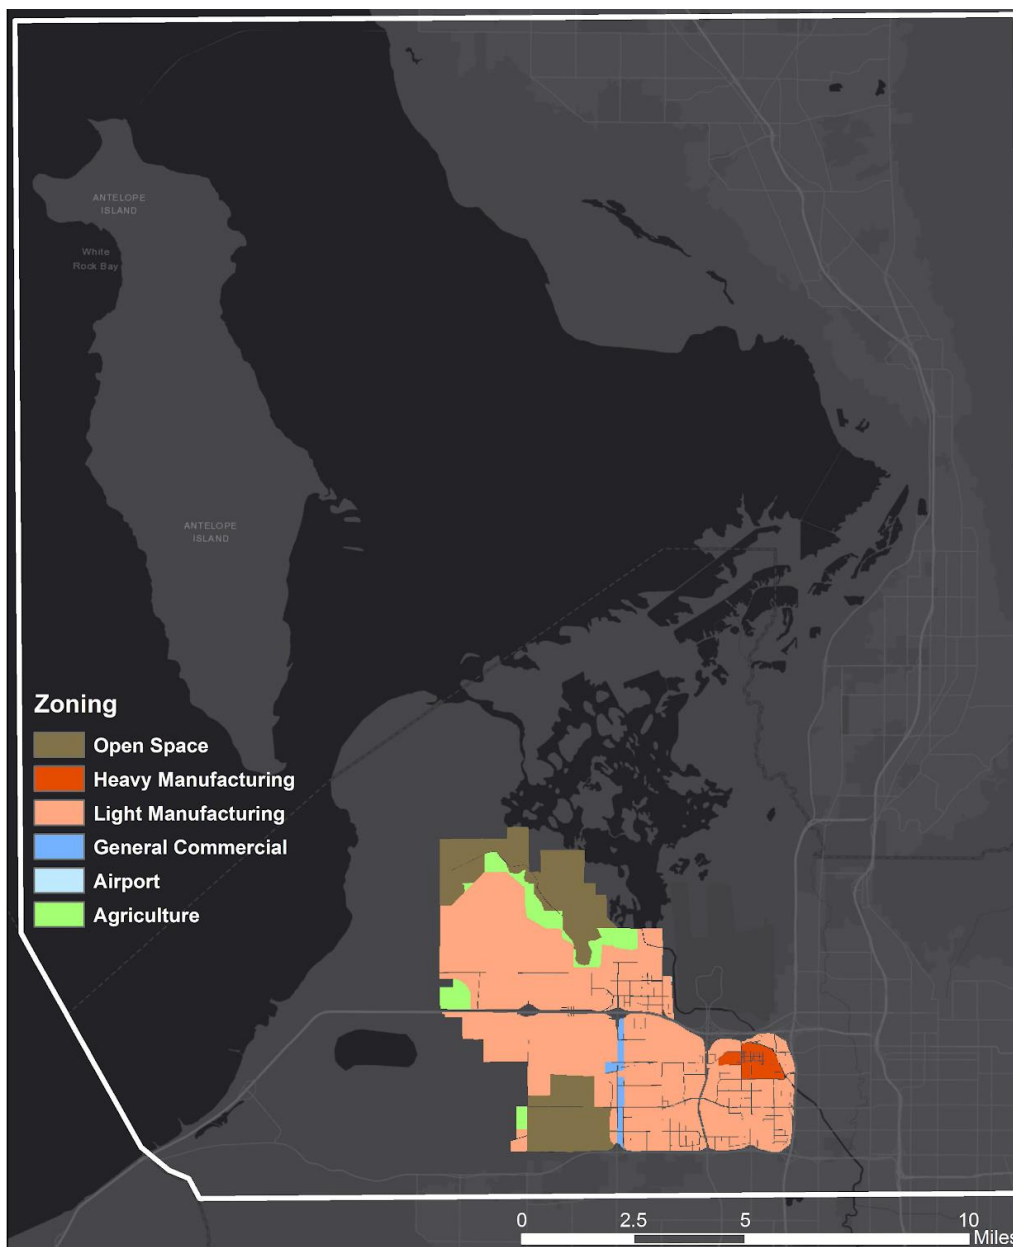 ANTELOPE
ISLAND
White
Rock Bay
ANTELOPE
ISLAND
Zoning
Open Space
Heavy Manufacturing
Light Manufacturing
General Commercial
Airport
Agriculture
0 2.5 5 10
Miles